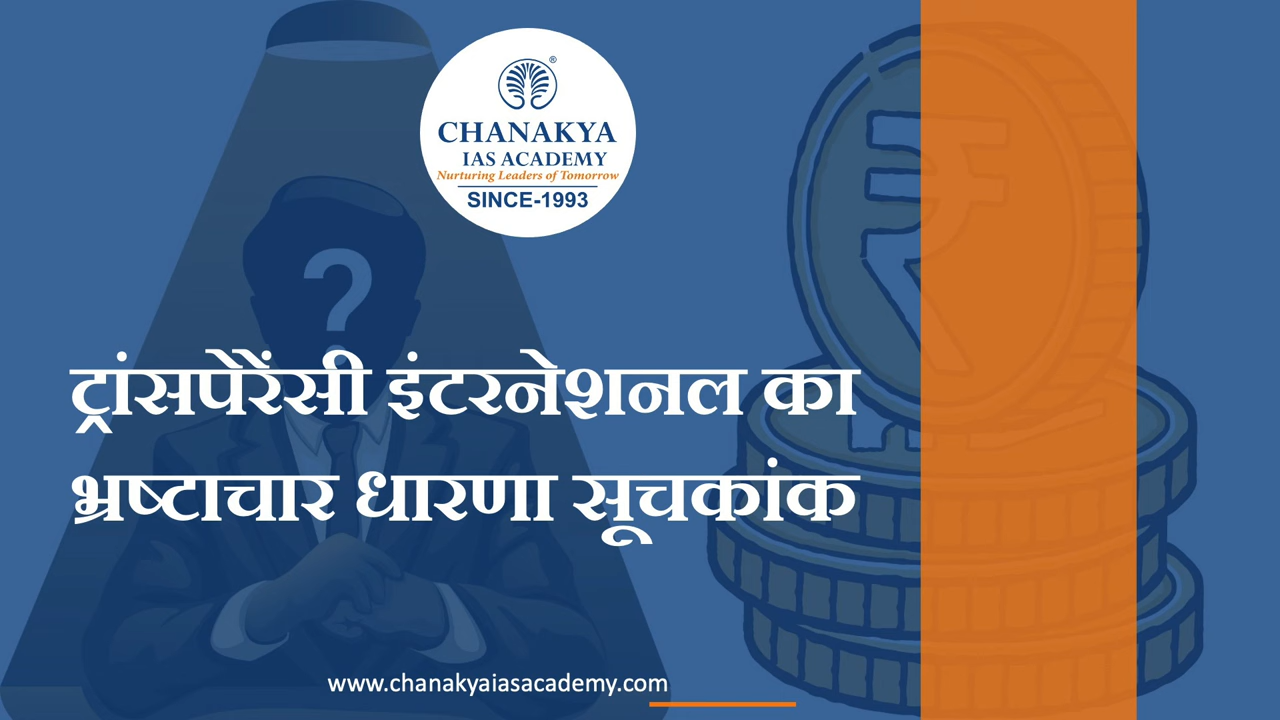 CHANAKYA
IAS ACADEMY
Nurturing Leaders of Tomorrow
SINCE-1993
ट्रांसपेरैंसी इंटरनेशनल का
भ्रष्टाचार धारणा सूचकांक
www.chanakyaiasacademy.com